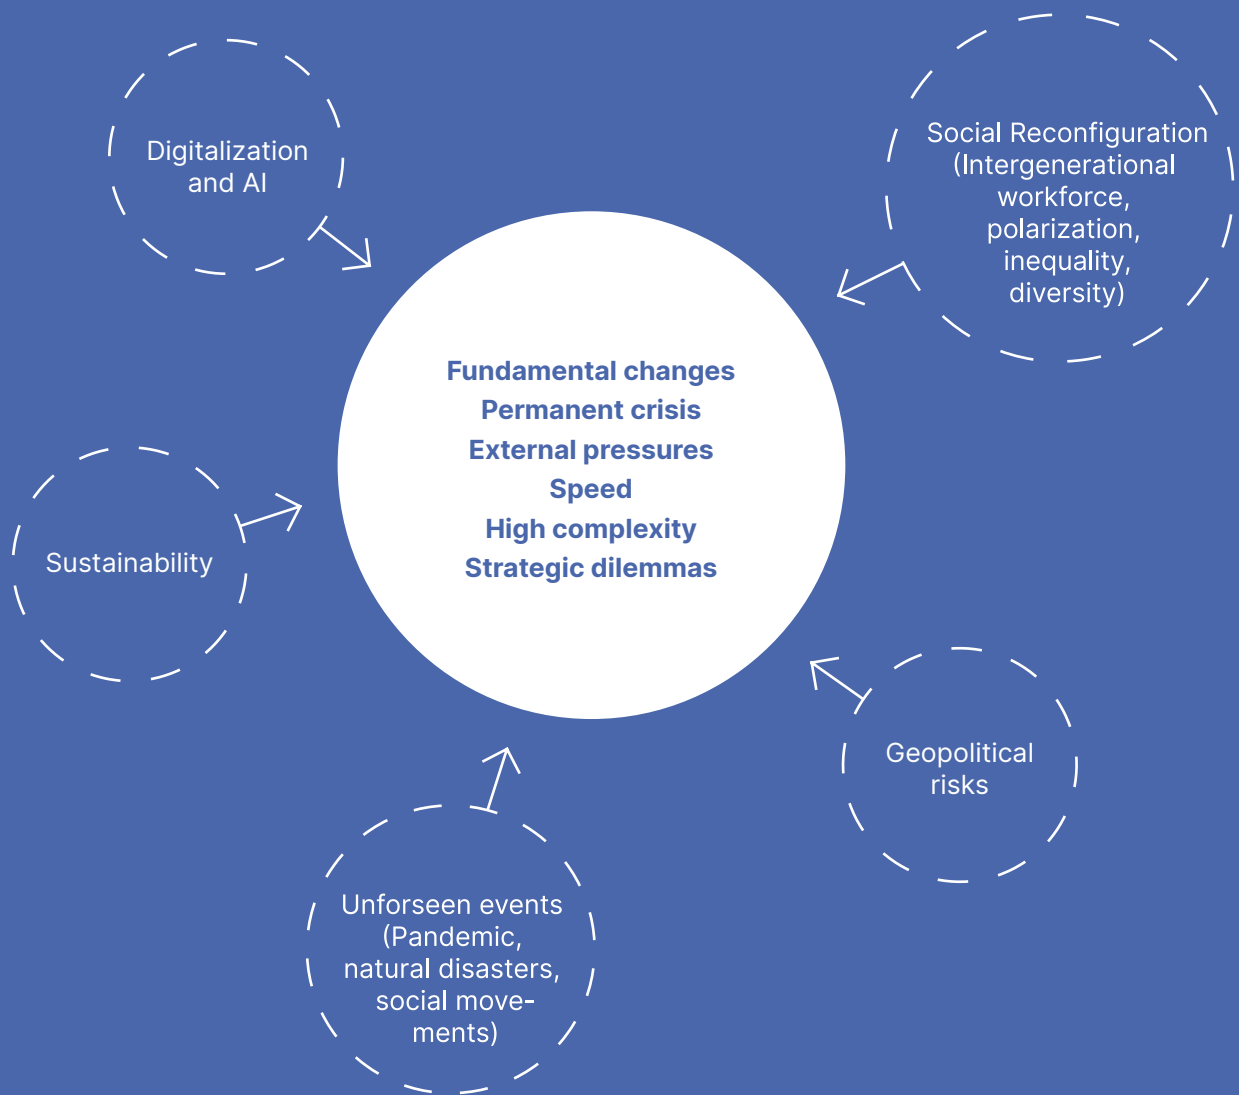 Digitalization
and AI
Social Reconfiguration
(Intergenerational
workforce,
polarization,
inequality,
diversity)
Fundamental changes
Permanent crisis
External pressures
Speed
High complexity
Strategic dilemmas
Sustainability
Geopolitical
risks
Unforseen events
(Pandemic,
natural disasters,
social move-
ments)